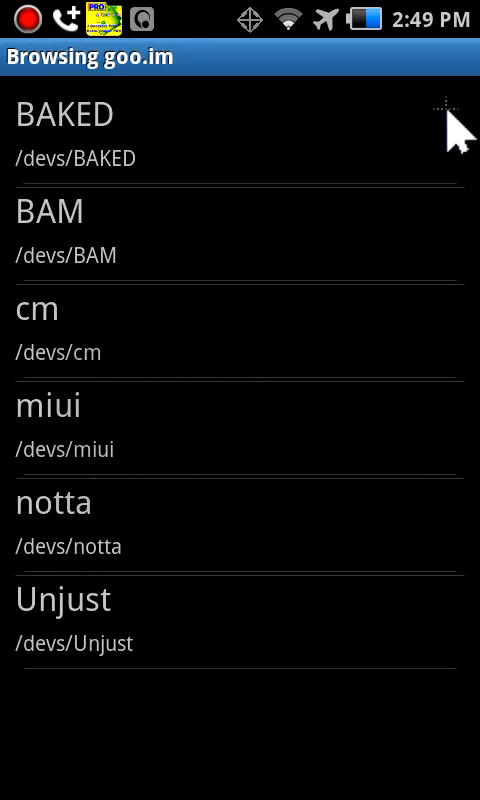 PRO
2:49 PM
Browsing goo.im
BAKED
/devs/BAKED
BAM
/devs/BAM
cm
/devs/cm
miui
/devs/miui
notta
/devs/notta
Unjust
/devs/Unjust